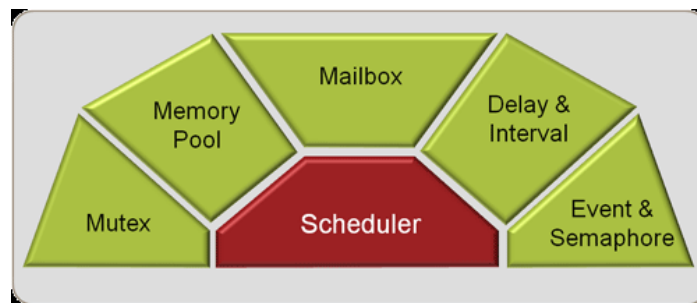 Mailbox
Memory
Pool
Delay &
Interval
Mutex
Scheduler
Event &
Semaphore